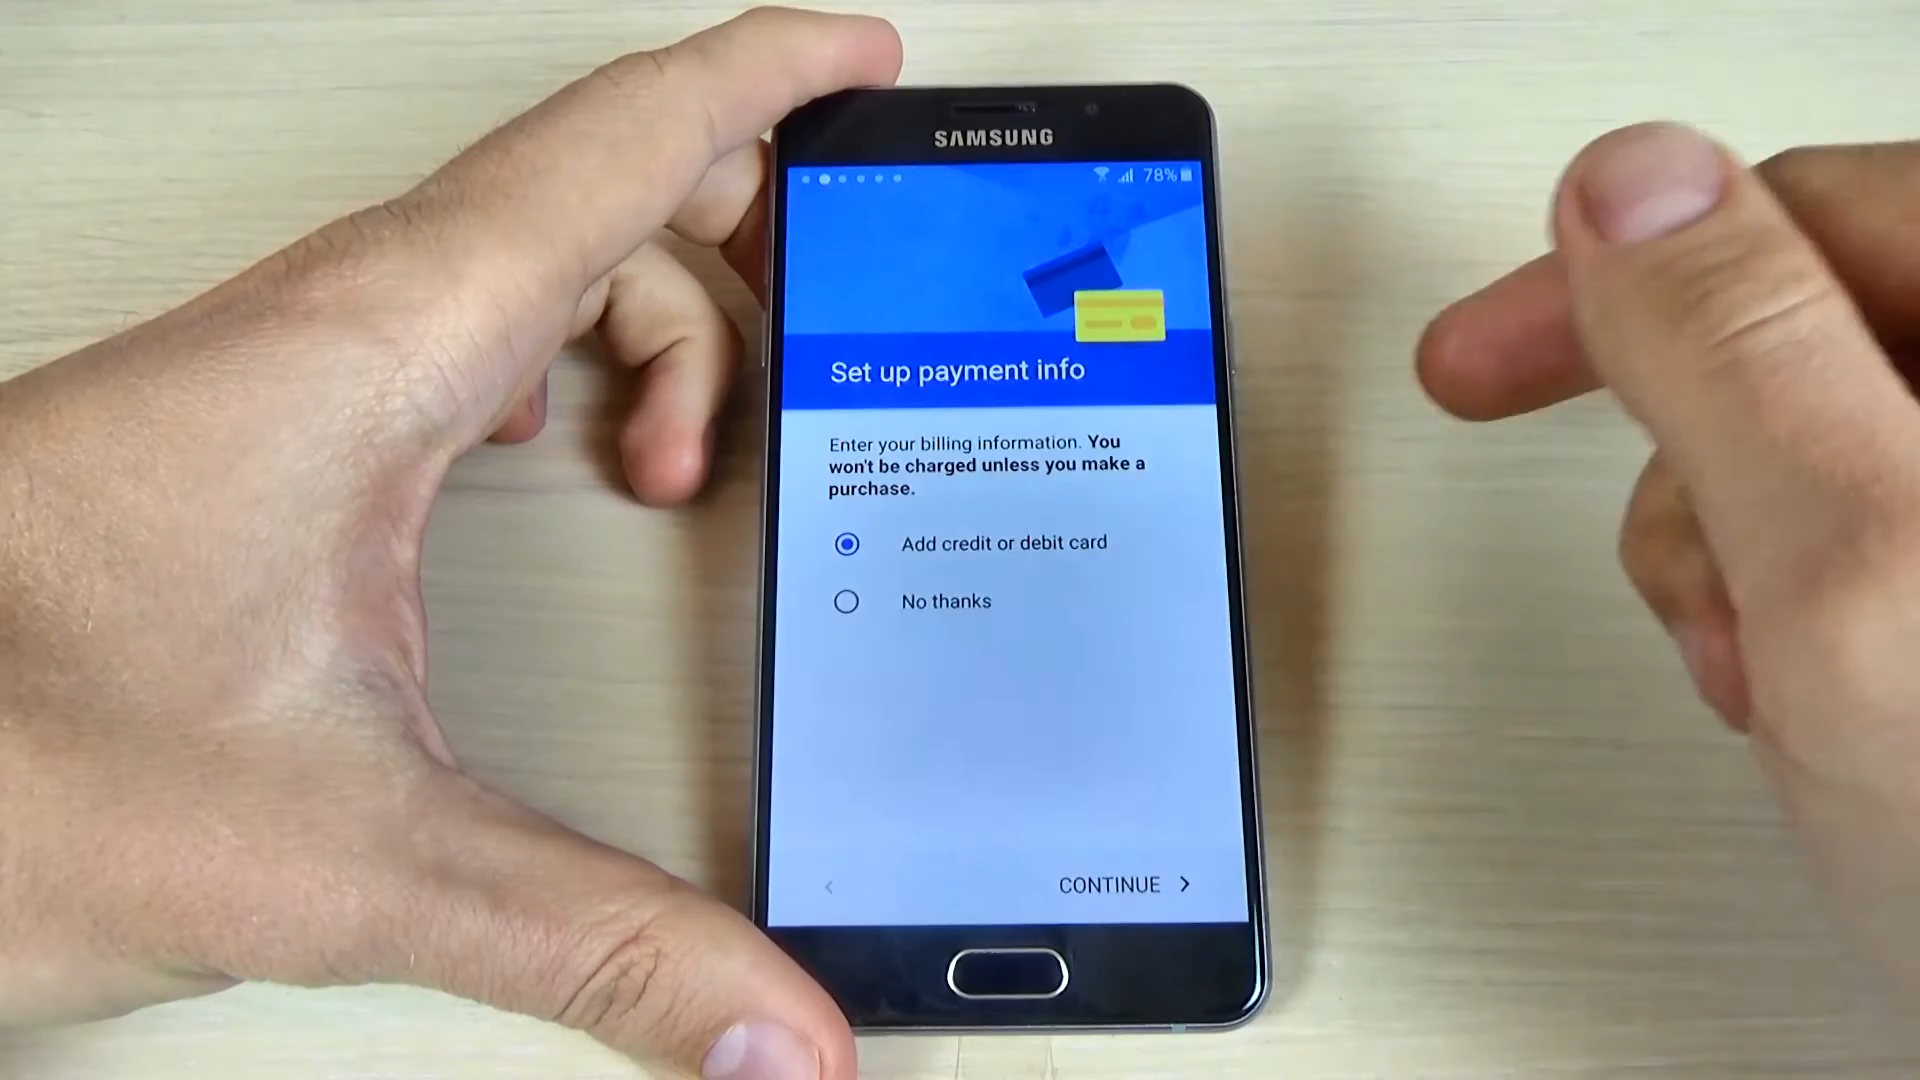 SAMSUNG
78%
Set up payment info
Enter your billing information. You
won't be charged unless you make a
purchase.
Add credit or debit card
No thanks
CONTINUE